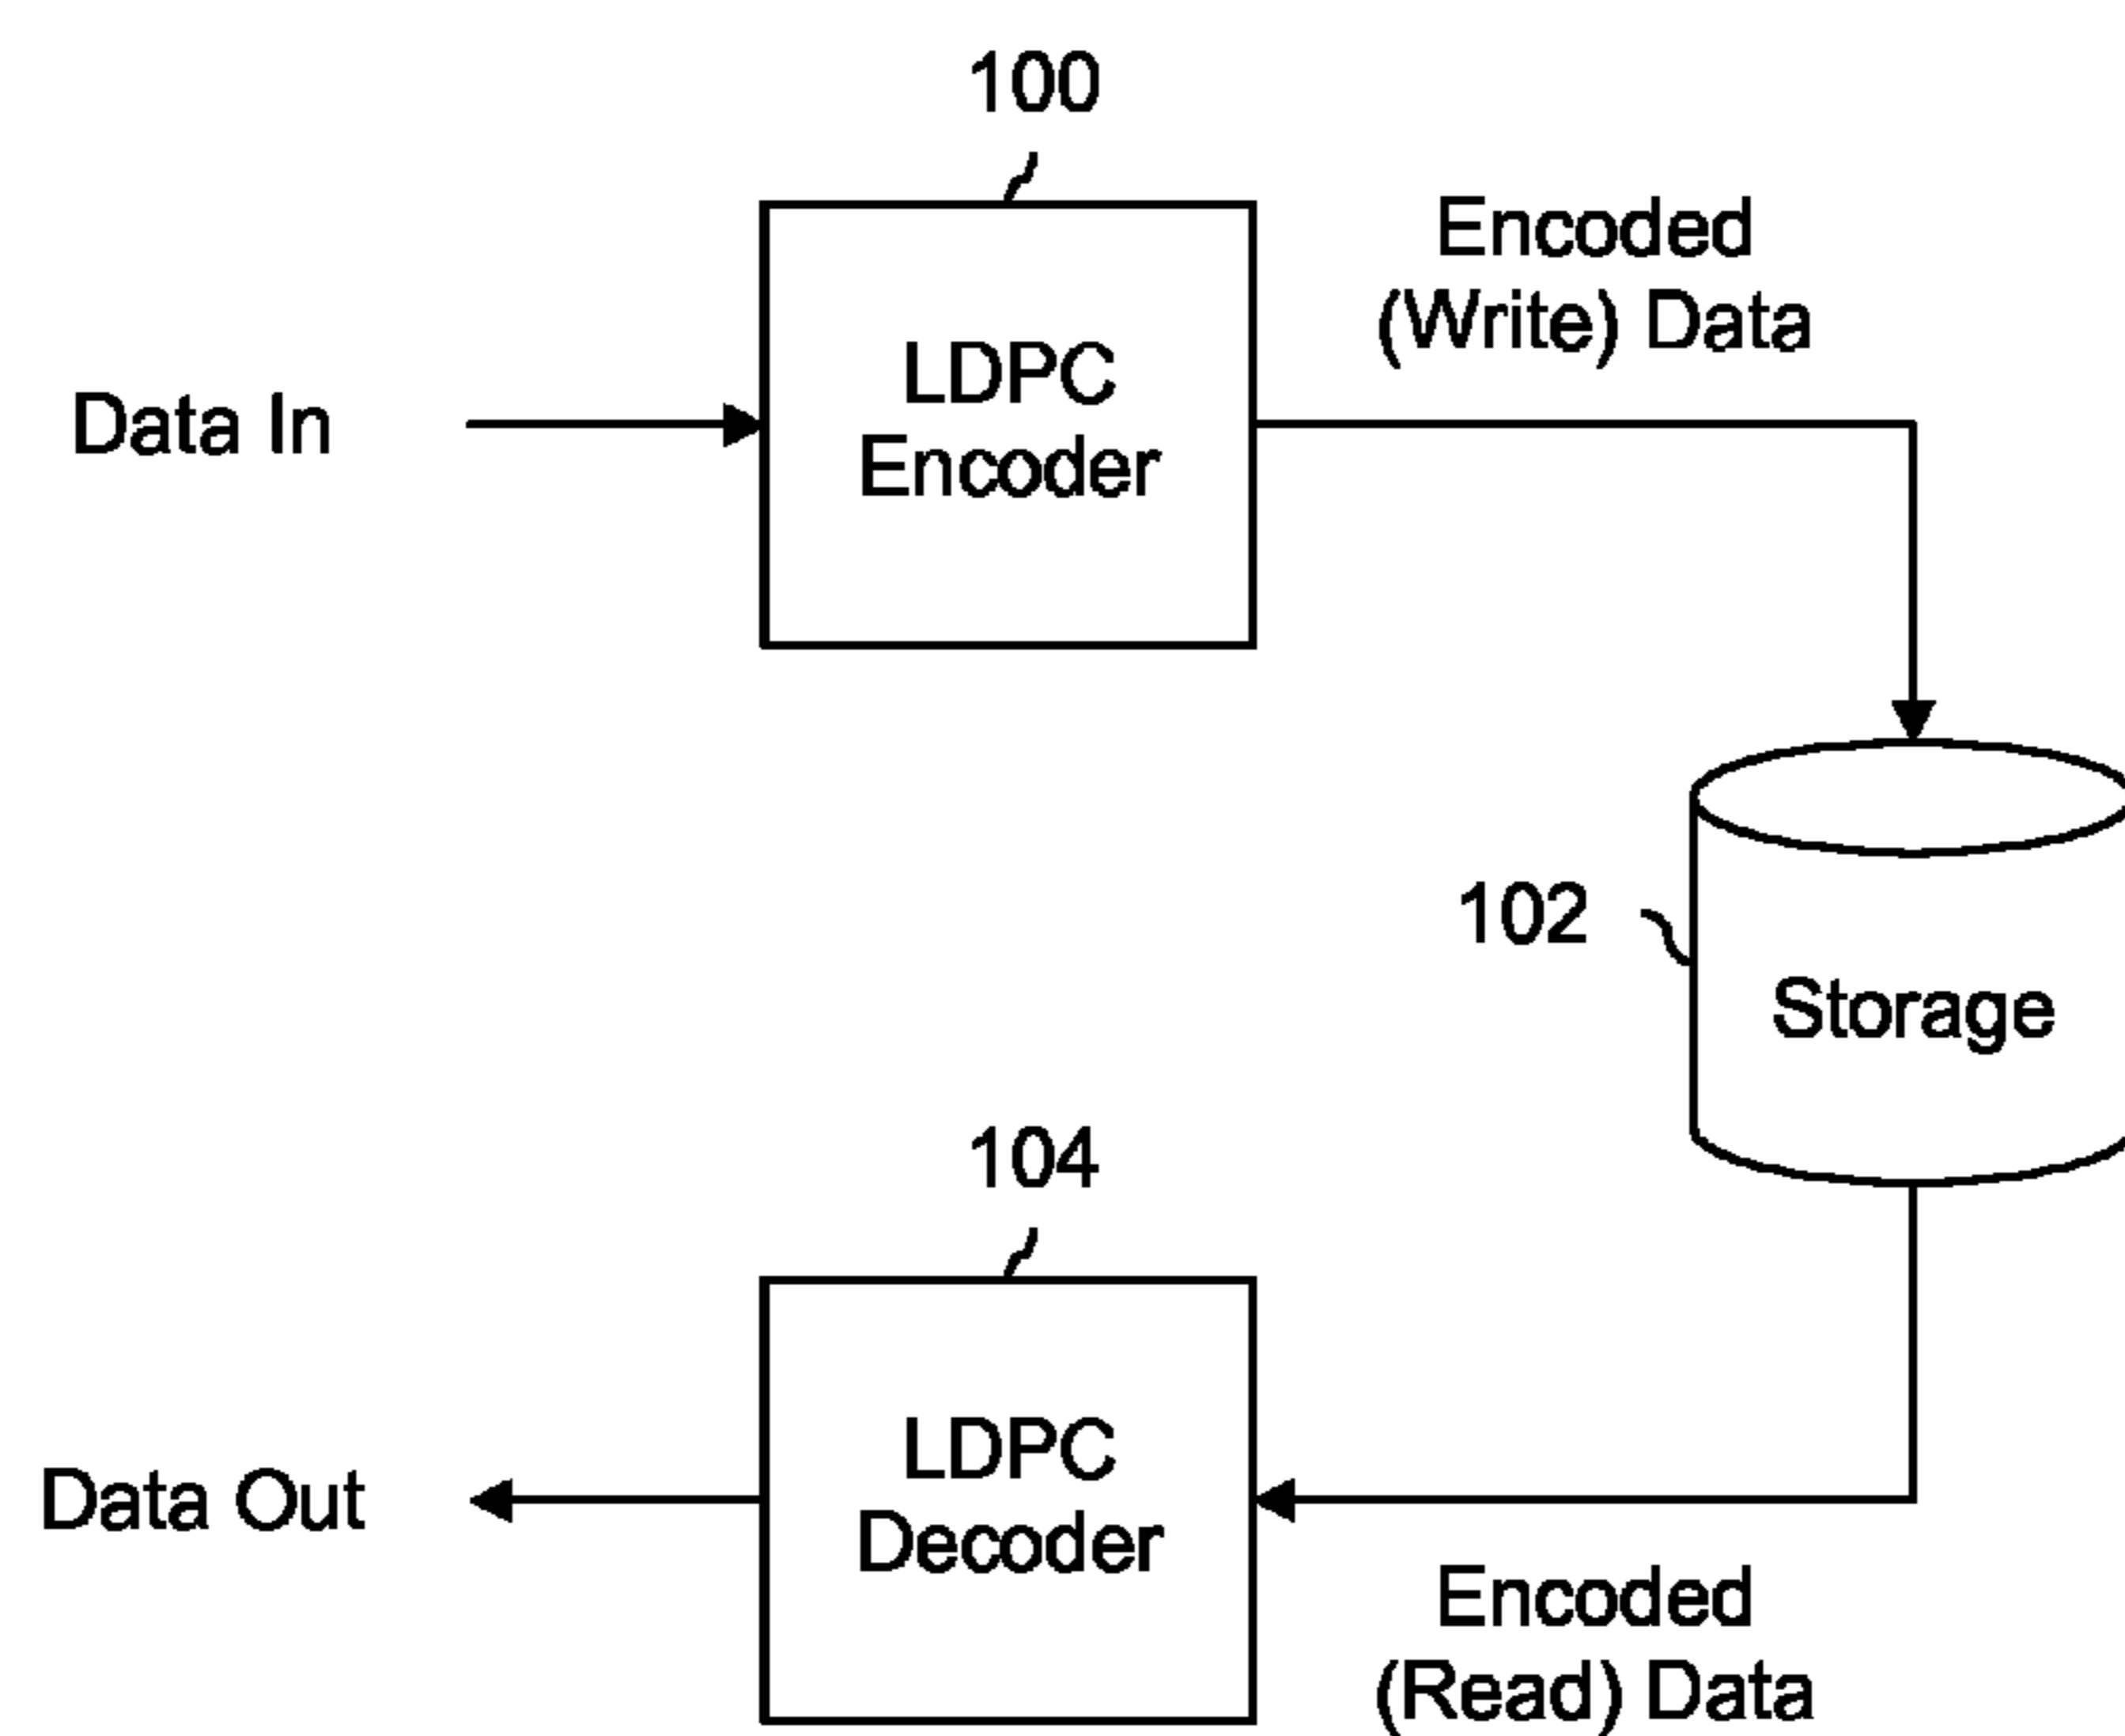 100
Encoded
(Write) Data
LDPC
Encoder
Data In
102
Storage
104
LDPC
Decoder
Data Out
Encoded
(Read) Data